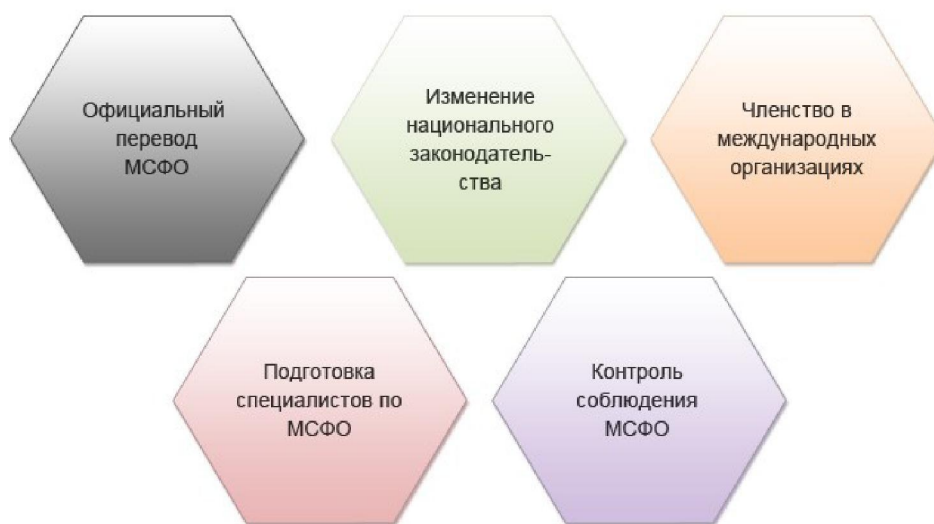 Официальный
перевод
МСФО
Изменение
национального
законодатель-
ства
Членство в
международных
организациях
Подготовка
специалистов по
МСФО
Контроль
соблюдения
МСФО